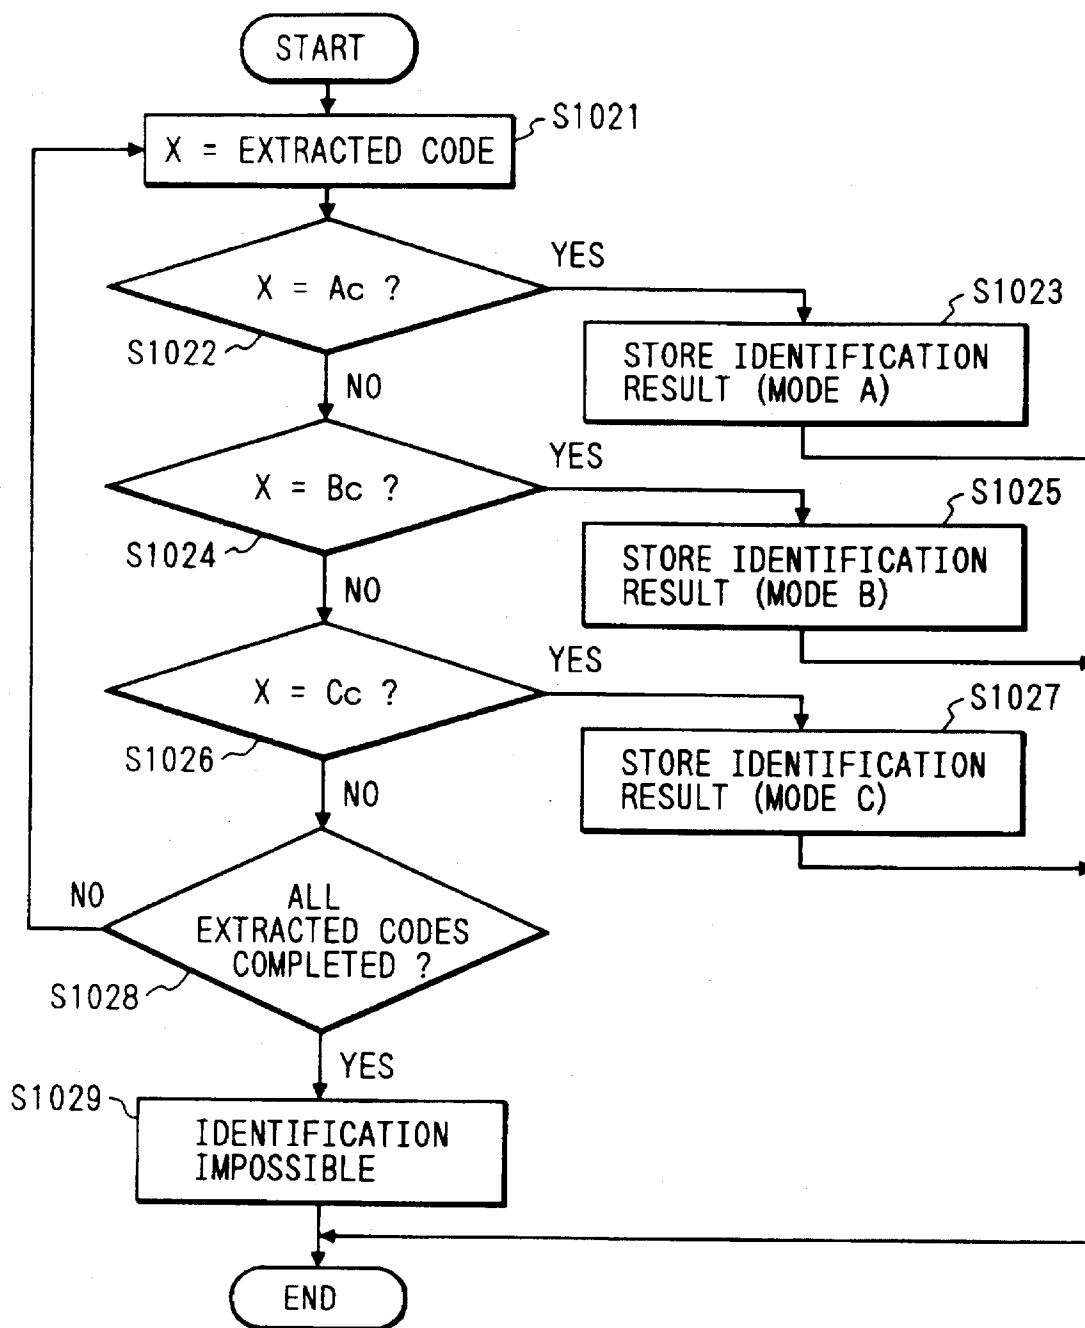 START
S1021
X = EXTRACTED CODE
X = Ac ?
YES
S1022
NO
S1023
STORE IDENTIFICATION
RESULT (MODE A)
X = Bc ?
YES
S1024
NO
S1025
STORE IDENTIFICATION
RESULT (MODE B)
X = Cc ?
YES
S1026
NO
S1027
STORE IDENTIFICATION
RESULT (MODE C)
ALL
EXTRACTED CODES
COMPLETED ?
NO
S1028
YES
S1029
IDENTIFICATION
IMPOSSIBLE
END